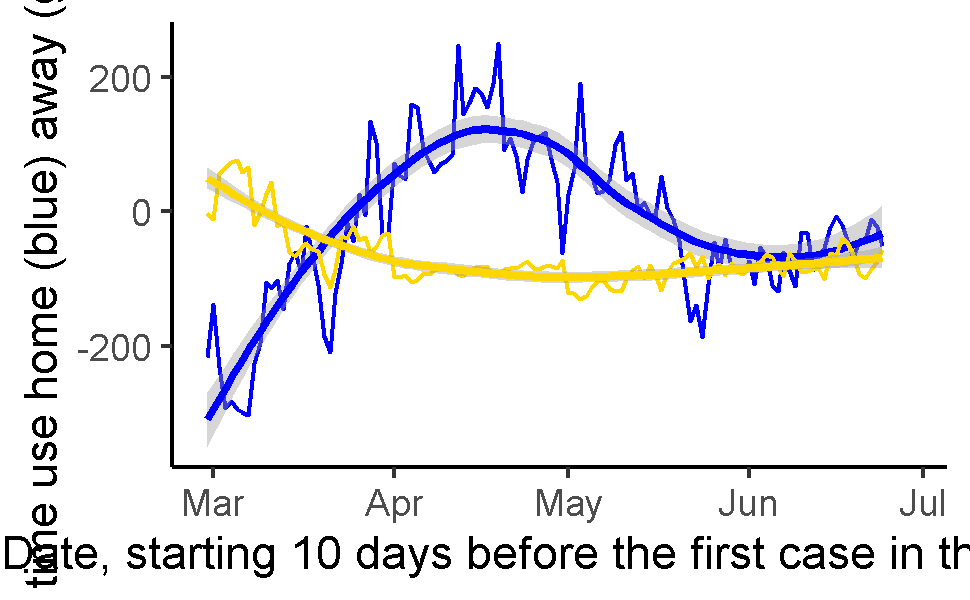 time use home (blue) away (
200
0
-200
Mar Apr May Jun Jul
Date, starting 10 days before the first case in th